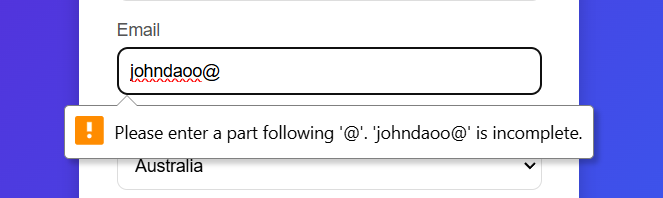 Email
johndaoo@
Please enter a part following '@'. 'johndaoo@' is incomplete.
Australia